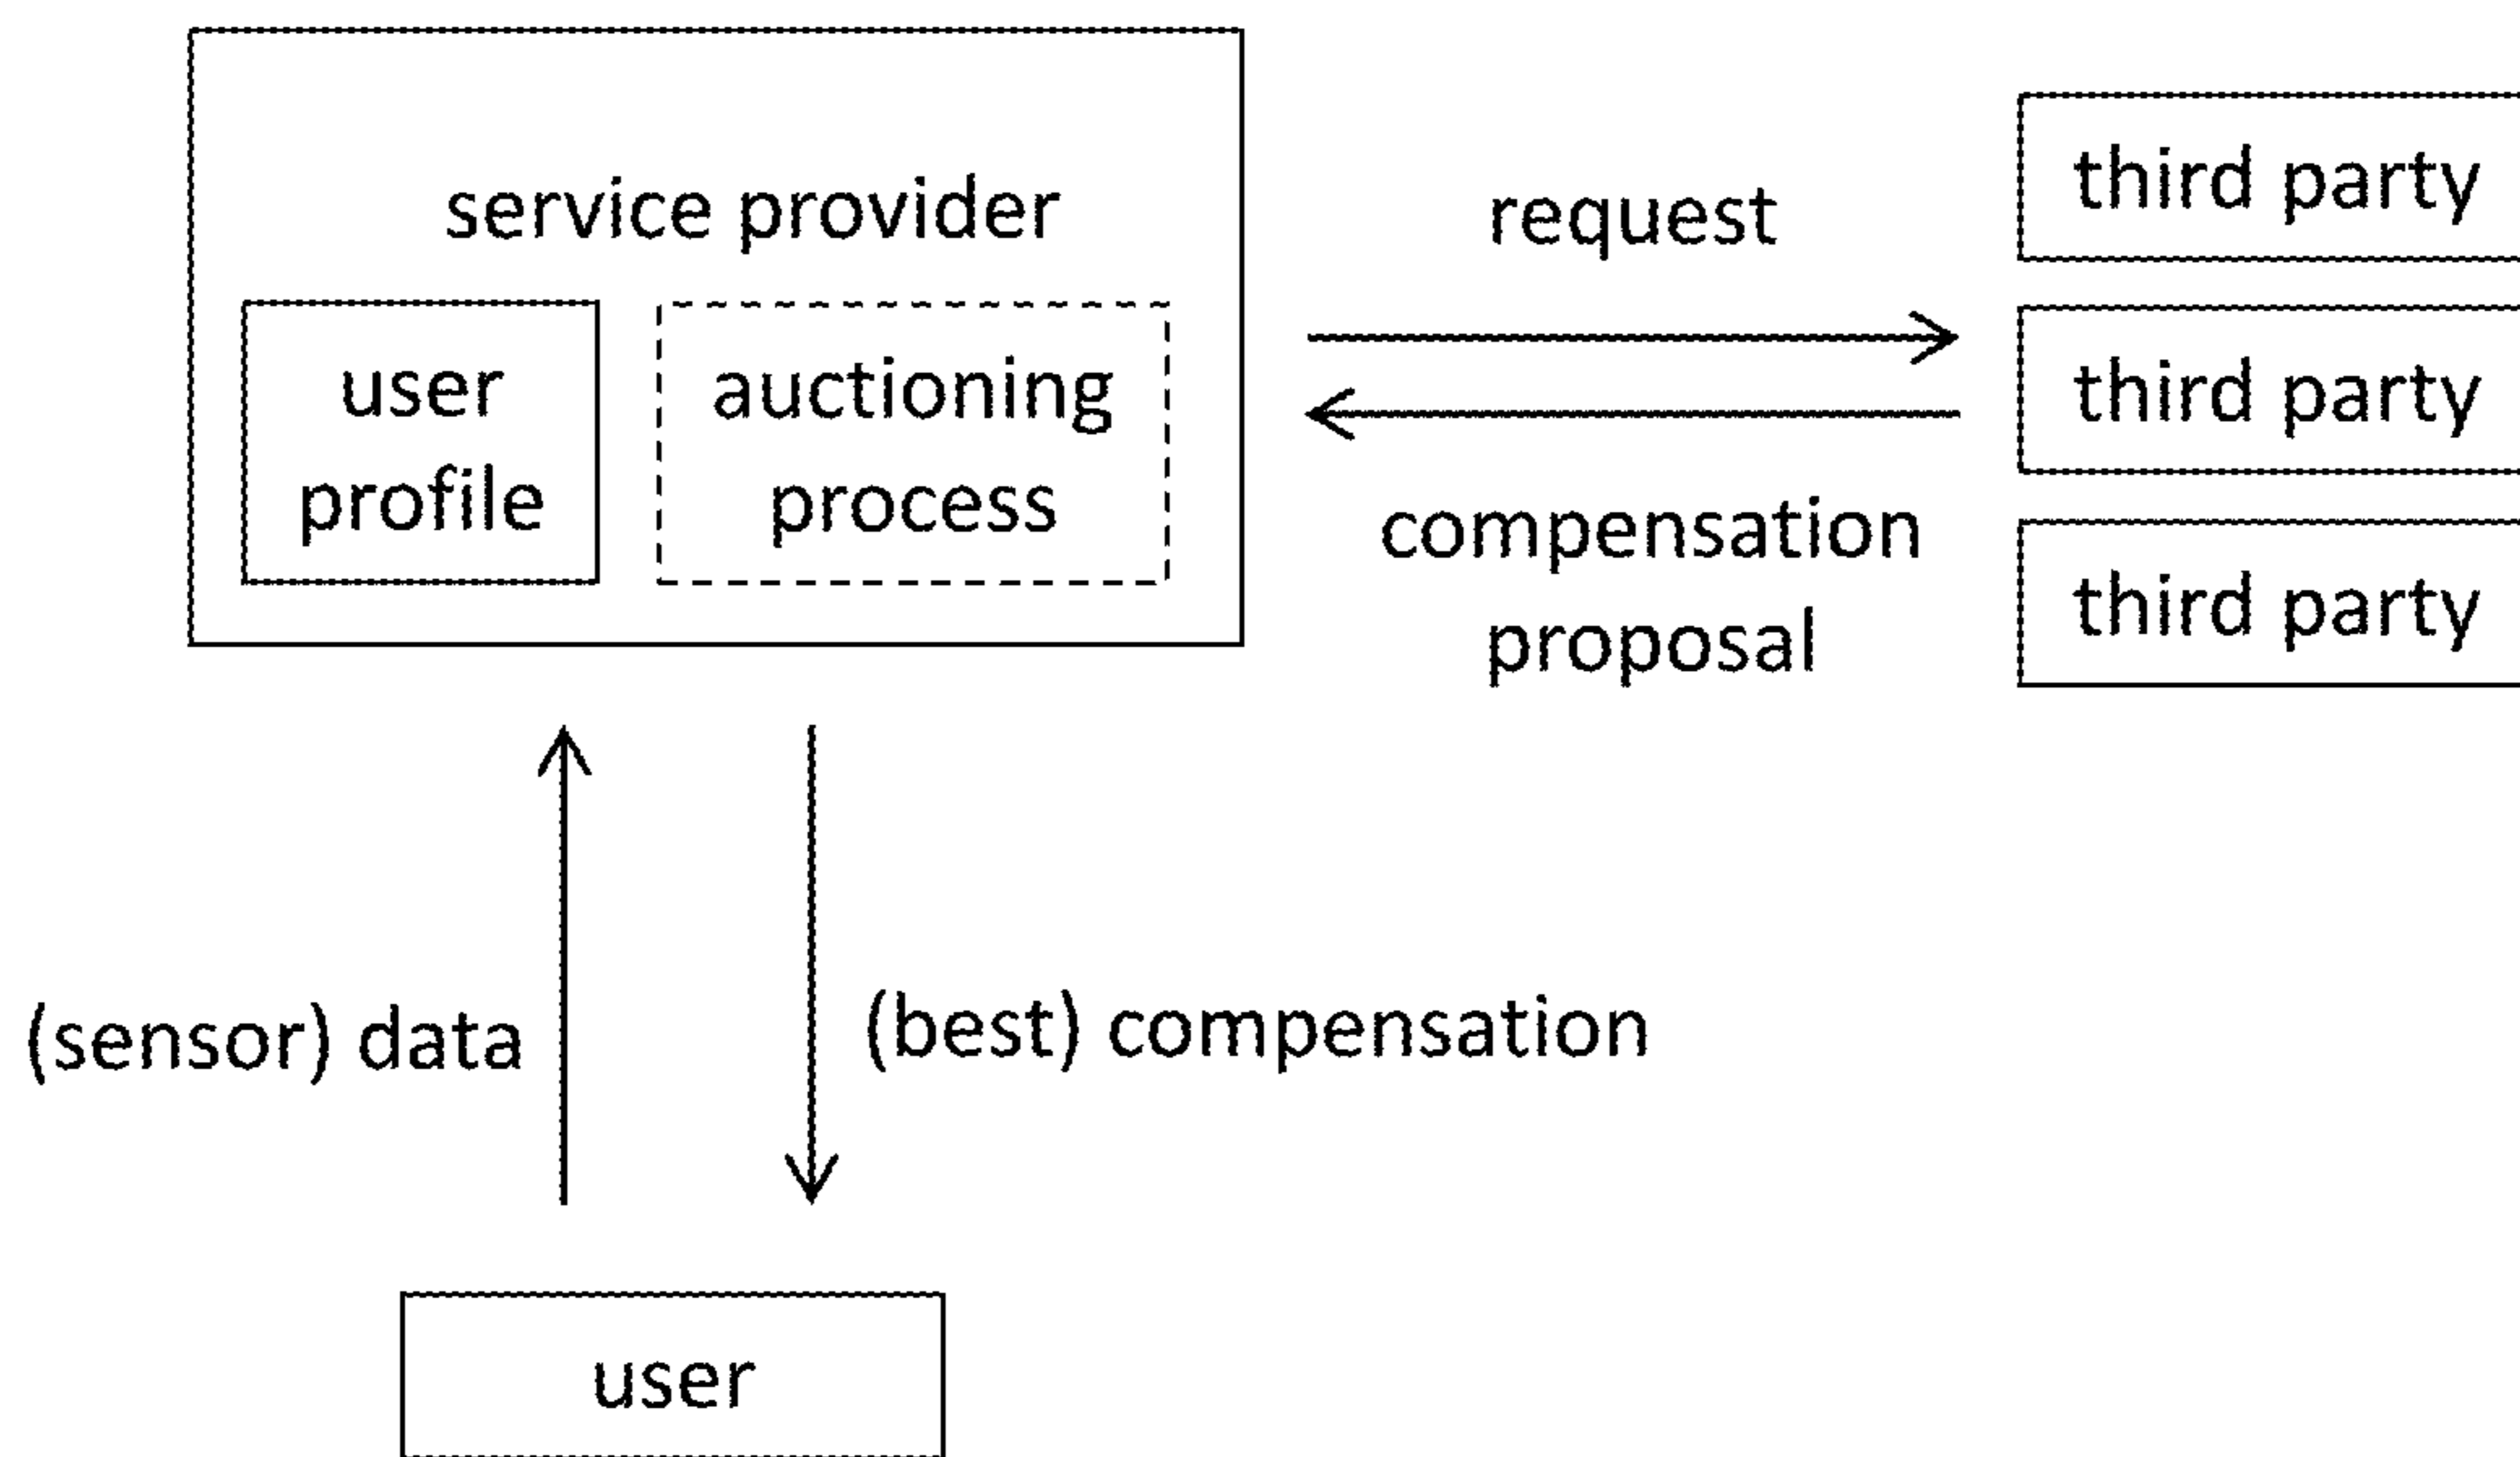 service provider
user
profile
auctioning
process
request
compensation
proposal
third party
third party
third party
(sensor) data
(best) compensation
user